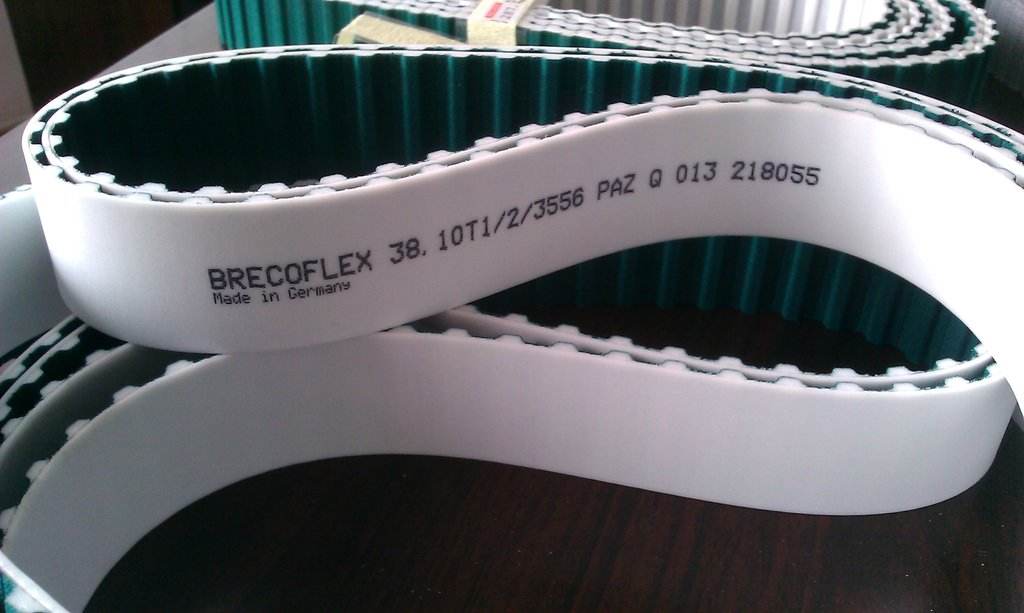 BRECOFLEX 38.10T1/2/3556 PAZ Q 013 218055
Made in Germany